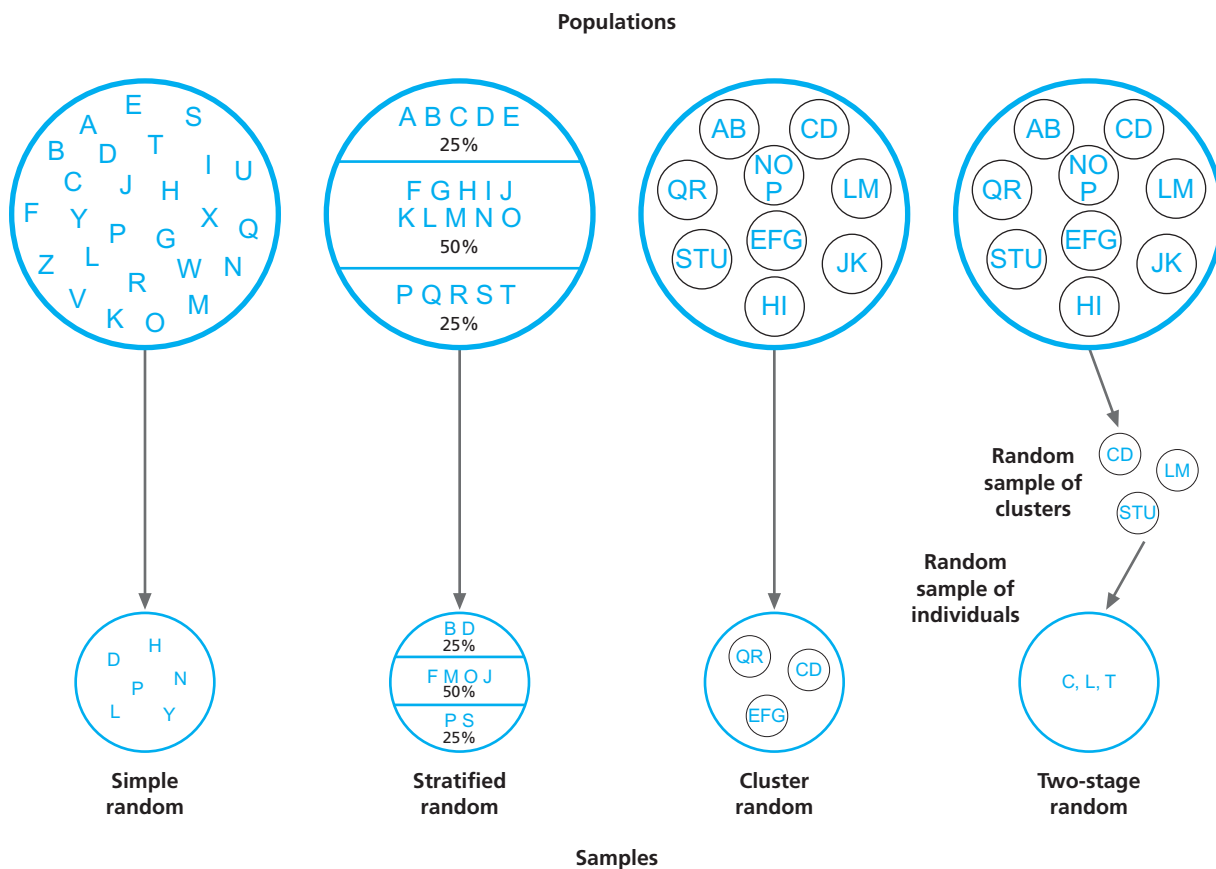 Populations
E
S
A
T
B
D
I
U
C
J
H
F
Y
X
P
G
Q
L
Z
W
N
R
V
M
K
O
A B C D E
25%
F G H I J
K L M N O
50%
P Q R S T
25%
AB
CD
NO
P
QR
LM
EFG
STU
JK
HI
AB
CD
NO
P
QR
LM
EFG
STU
JK
HI
Random
sample of
clusters
CD
LM
STU
Random
sample of
individuals
H
D
P
N
L
Y
B D
25%
F M O J
50%
P S
25%
QR
CD
EFG
C, L, T
Simple
random
Stratified
random
Cluster
random
Two-stage
random
Samples